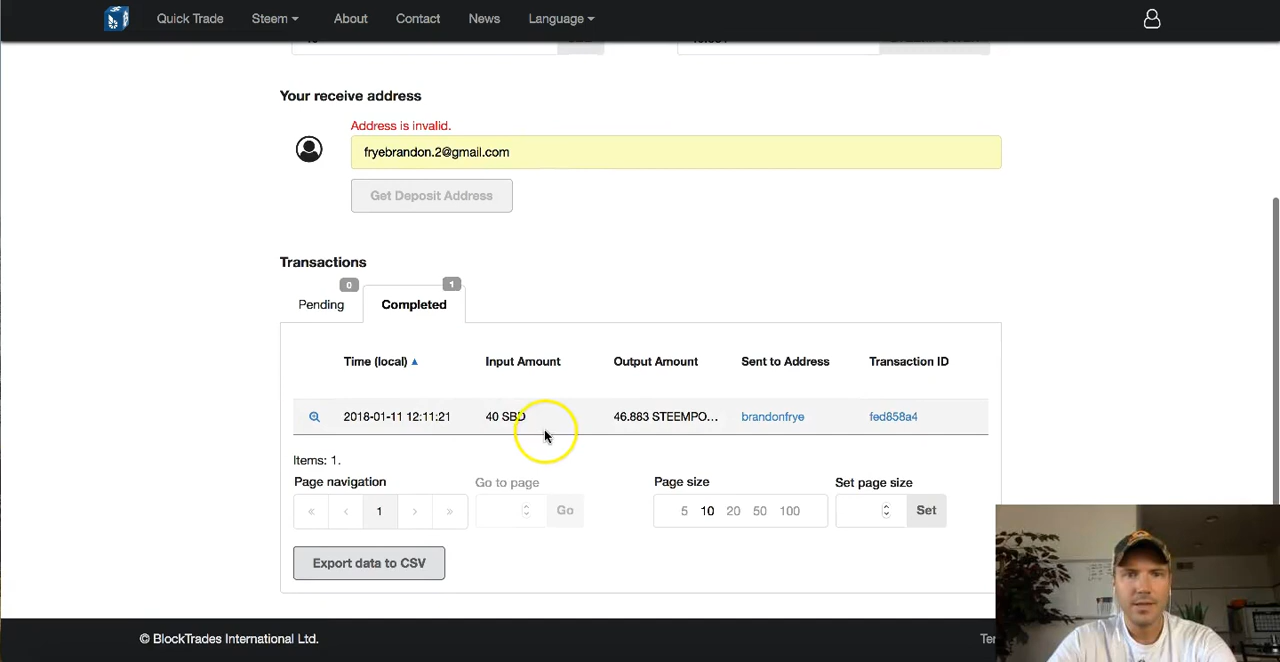 Quick Trade Steem About Contact News Language
Your receive address
Address is invalid.
fryebrandon.2@gmail.com
Get Deposit Address
Transactions
0 1
Pending Completed
Time (local) Input Amount Output Amount Sent to Address Transaction ID
2018-01-11 12:11:21 40 SBD 46.883 STEEMPO... brandonfrye fed858a4
Items: 1.
Page navigation Go to page Page size Set page size
« ‹ 1 › » Go 5 10 20 50 100 Set
Export data to CSV
© BlockTrades International Ltd.